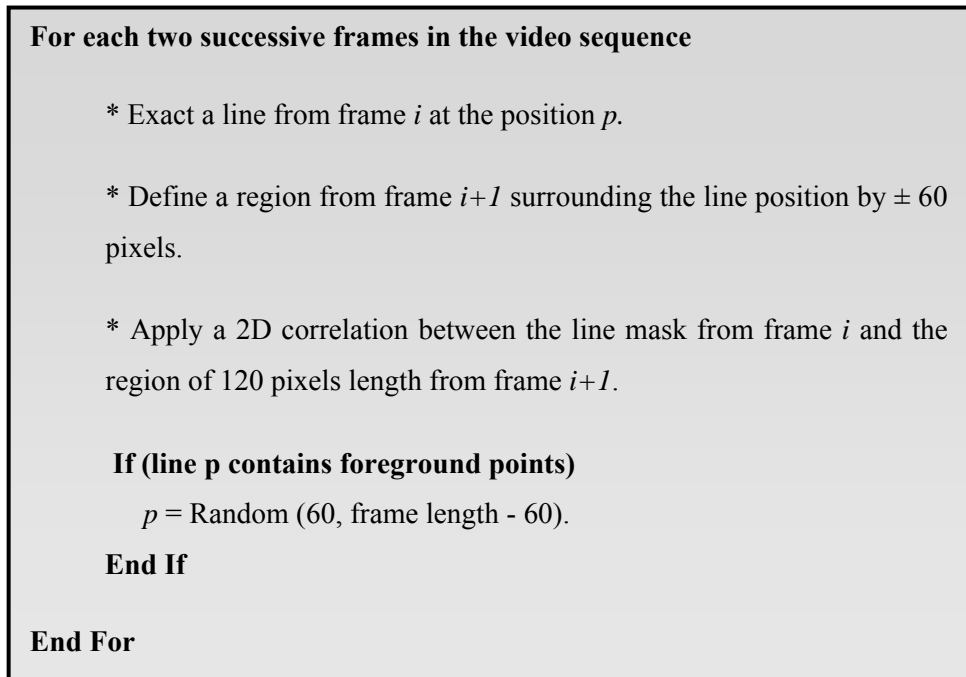 For each two successive frames in the video sequence
* Exact a line from frame i at the position p.
* Define a region from frame i+1 surrounding the line position by ± 60
pixels.
* Apply a 2D correlation between the line mask from frame i and the
region of 120 pixels length from frame i+1.
If (line p contains foreground points)
p = Random (60, frame length - 60).
End If
End For